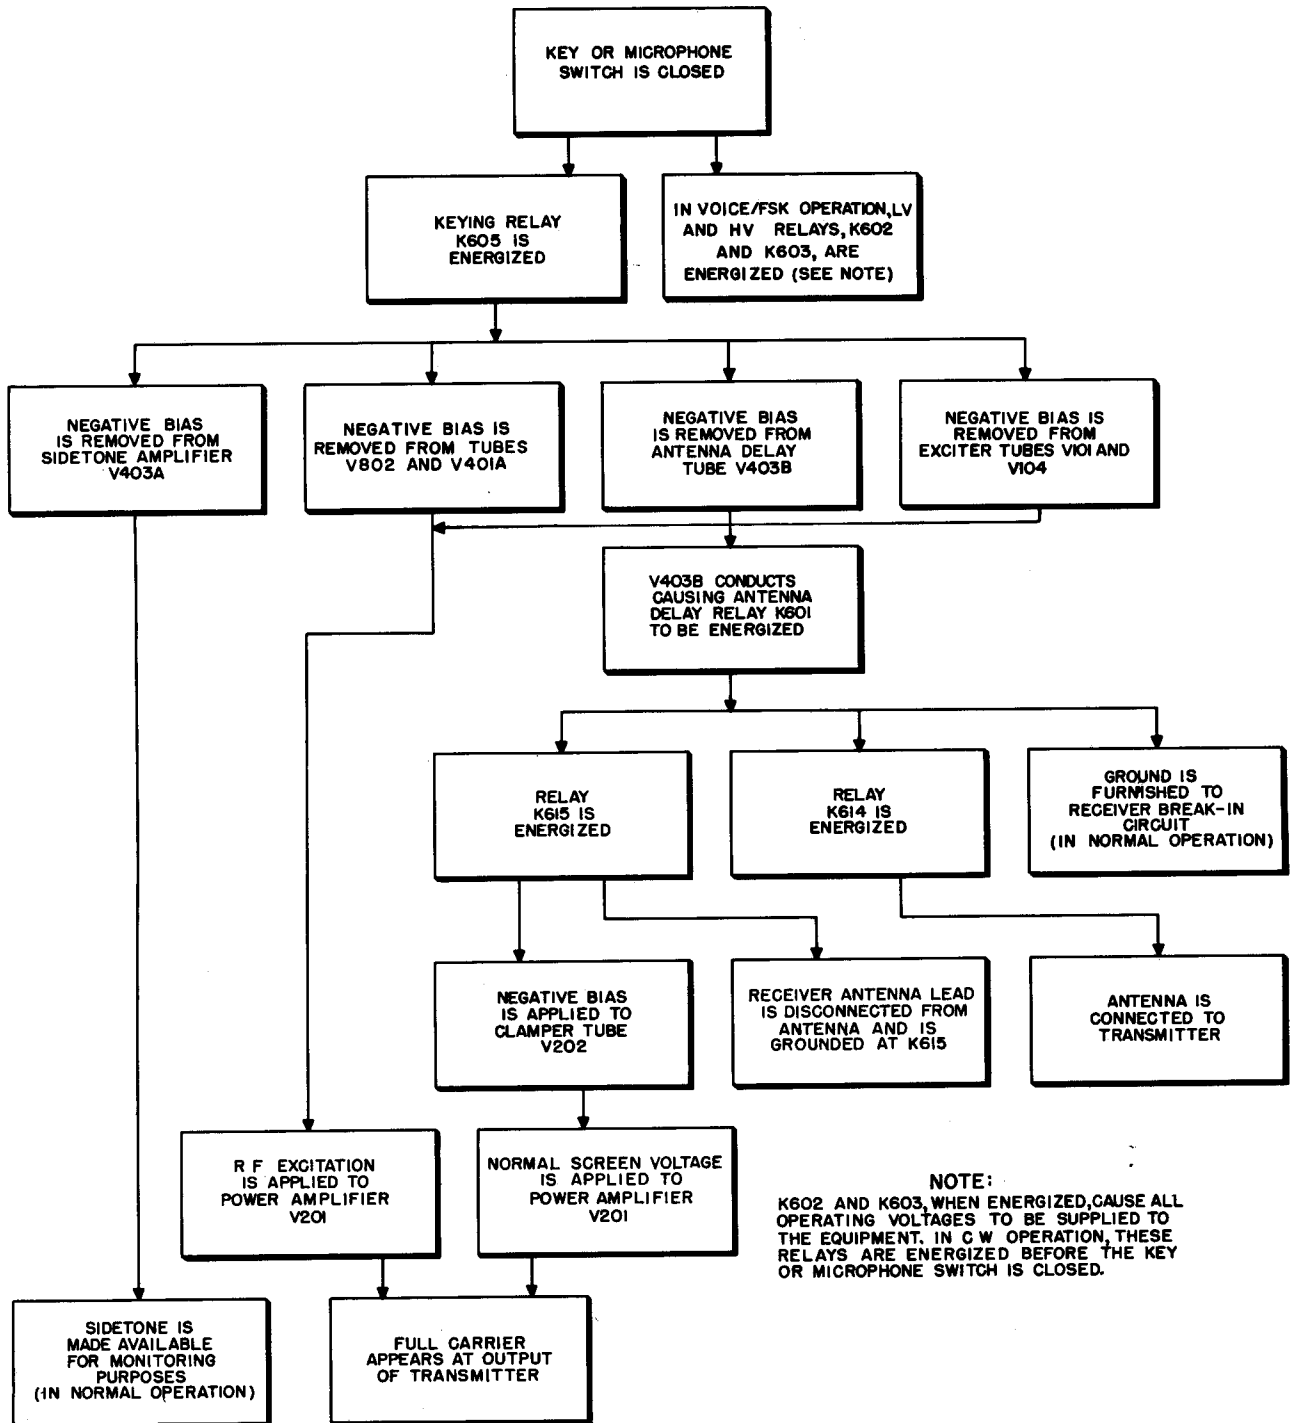 KEY OR MICROPHONE
SWITCH IS CLOSED
KEYING RELAY
K605 IS
ENERGIZED
IN VOICE/FSK OPERATION, LV
AND HV RELAYS, K602
AND K603, ARE
ENERGIZED (SEE NOTE)
NEGATIVE BIAS
IS REMOVED FROM
SIDETONE AMPLIFIER
V403A
NEGATIVE BIAS IS
REMOVED FROM TUBES
V802 AND V401A
NEGATIVE BIAS
IS REMOVED FROM
ANTENNA DELAY
TUBE V403B
NEGATIVE BIAS IS
REMOVED FROM
EXCITER TUBES V101 AND
V104
V403B CONDUCTS
CAUSING ANTENNA
DELAY RELAY K601
TO BE ENERGIZED
RELAY
K615 IS
ENERGIZED
RELAY
K614 IS
ENERGIZED
GROUND IS
FURNISHED TO
RECEIVER BREAK-IN
CIRCUIT
(IN NORMAL OPERATION)
NEGATIVE BIAS
IS APPLIED TO
CLAMPER TUBE
V202
RECEIVER ANTENNA LEAD
IS DISCONNECTED FROM
ANTENNA AND IS
GROUNDED AT K615
ANTENNA IS
CONNECTED TO
TRANSMITTER
R F EXCITATION
IS APPLIED TO
POWER AMPLIFIER
V201
NORMAL SCREEN VOLTAGE
IS APPLIED TO
POWER AMPLIFIER
V201
NOTE:
K602 AND K603, WHEN ENERGIZED, CAUSE ALL
OPERATING VOLTAGES TO BE SUPPLIED TO
THE EQUIPMENT. IN C W OPERATION, THESE
RELAYS ARE ENERGIZED BEFORE THE KEY
OR MICROPHONE SWITCH IS CLOSED.
SIDETONE IS
MADE AVAILABLE
FOR MONITORING
PURPOSES
(IN NORMAL OPERATION)
FULL CARRIER
APPEARS AT OUTPUT
OF TRANSMITTER